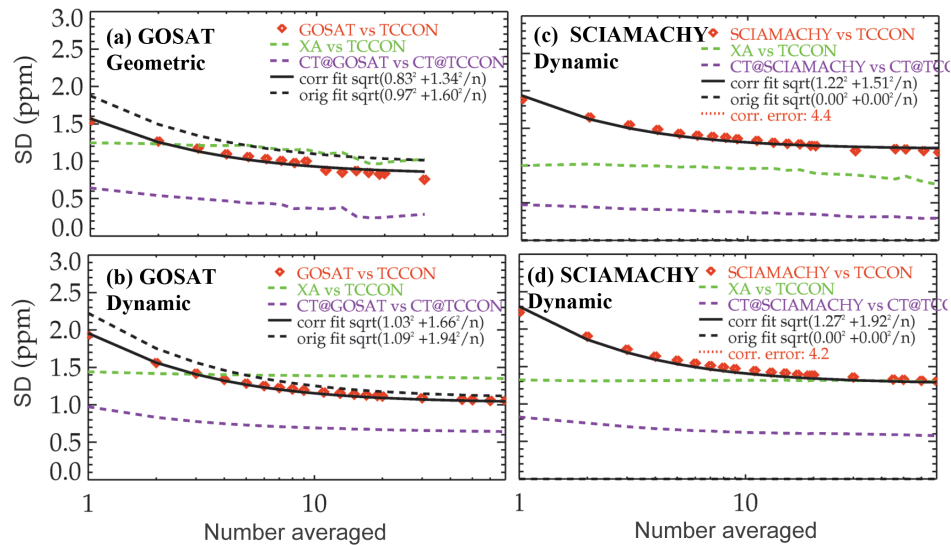 (a) GOSAT
Geometric
GOSAT vs TCCON
XA vs TCCON
CT@GOSAT vs CT@TCCON
corr fit sqrt(0.83² +1.34²/n)
orig fit sqrt(0.97² +1.60²/n)
SD (ppm)
3.0
2.5
2.0
1.5
1.0
0.5
0.0
(c) SCIAMACHY
Dynamic
SCIAMACHY vs TCCON
XA vs TCCON
CT@SCIAMACHY vs CT@TCC
corr fit sqrt(1.22² +1.51²/n)
orig fit sqrt(0.00² +0.00²/n)
corr. error: 4.4
(b) GOSAT
Dynamic
GOSAT vs TCCON
XA vs TCCON
CT@GOSAT vs CT@TCCON
corr fit sqrt(1.03² +1.66²/n)
orig fit sqrt(1.09² +1.94²/n)
SD (ppm)
3.0
2.5
2.0
1.5
1.0
0.5
0.0
1
10
Number averaged
(d) SCIAMACHY
Dynamic
SCIAMACHY vs TCCON
XA vs TCCON
CT@SCIAMACHY vs CT@TCC
corr fit sqrt(1.27² +1.92²/n)
orig fit sqrt(0.00² +0.00²/n)
corr. error: 4.2
1
10
Number averaged